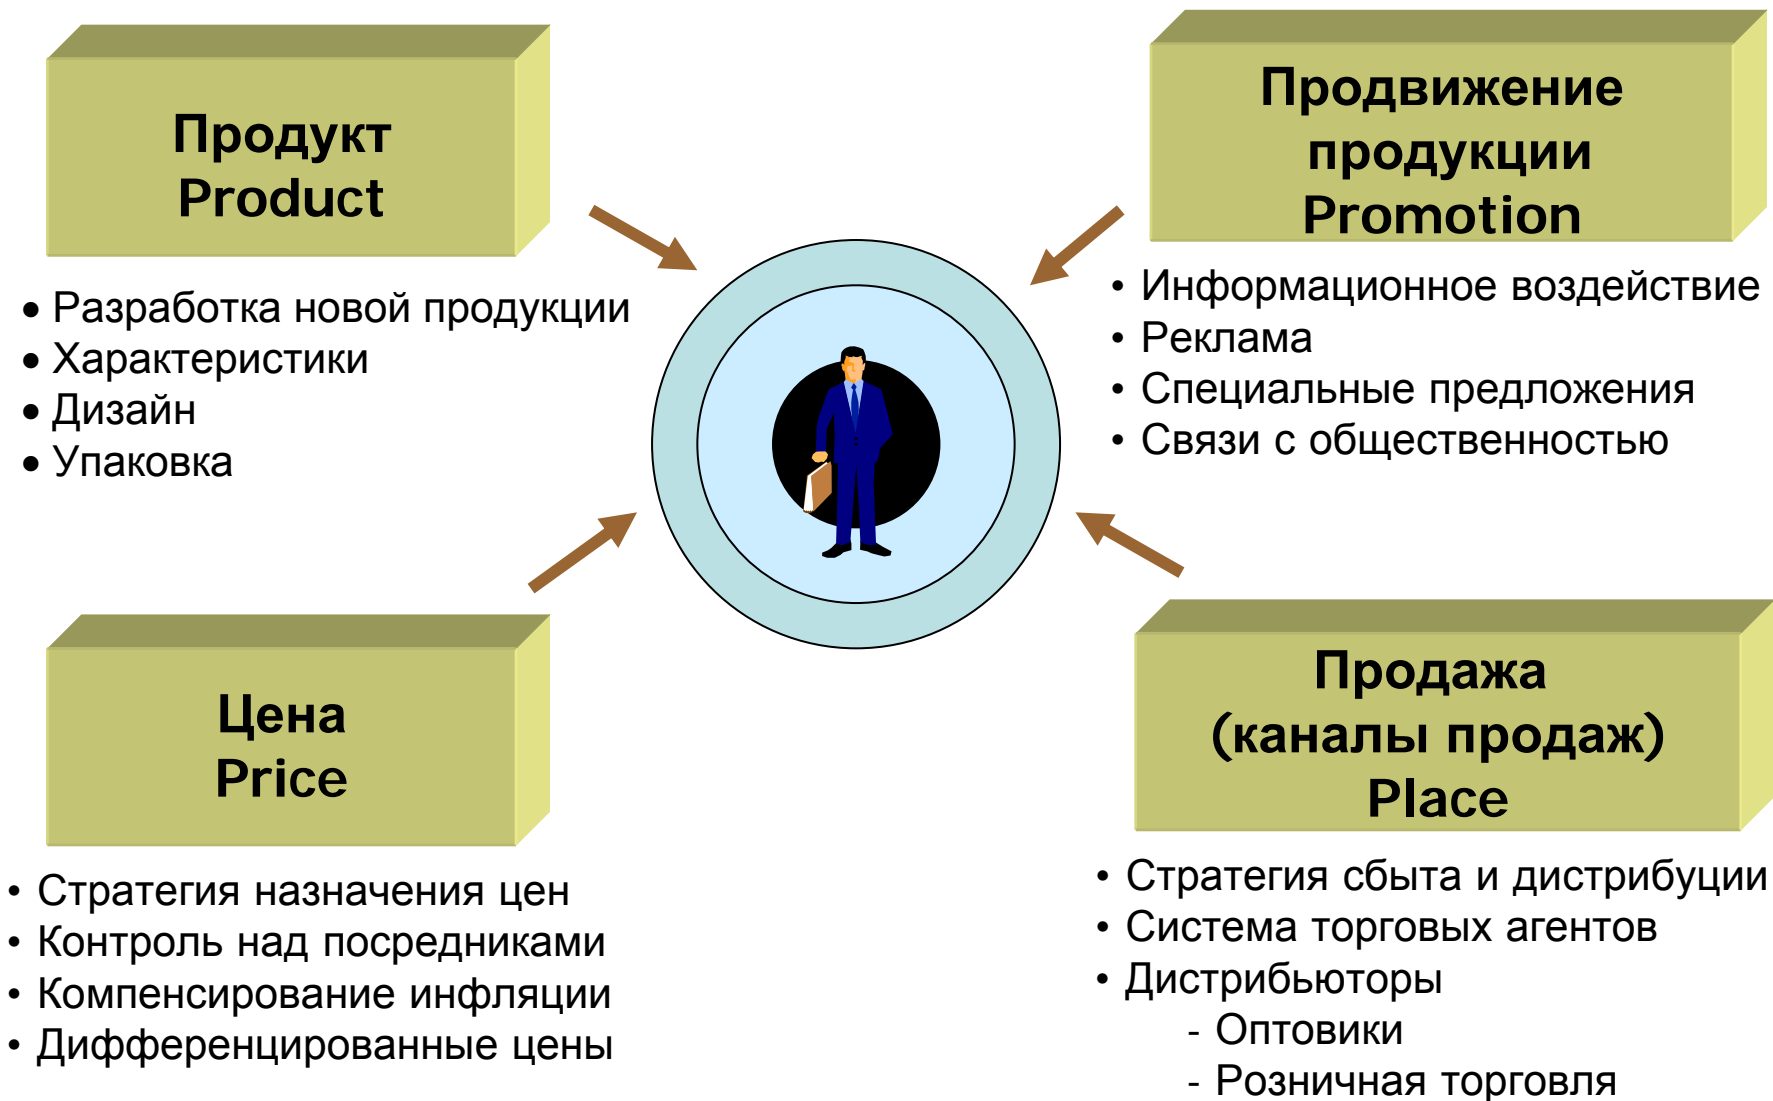 Продукт
Product
• Разработка новой продукции
• Характеристики
• Дизайн
• Упаковка
Продвижение
продукции
Promotion
• Информационное воздействие
• Реклама
• Специальные предложения
• Связи с общественностью
Цена
Price
• Стратегия назначения цен
• Контроль над посредниками
• Компенсирование инфляции
• Дифференцированные цены
Продажа
(каналы продаж)
Place
• Стратегия сбыта и дистрибуции
• Система торговых агентов
• Дистрибьюторы
- Оптовики
- Розничная торговля